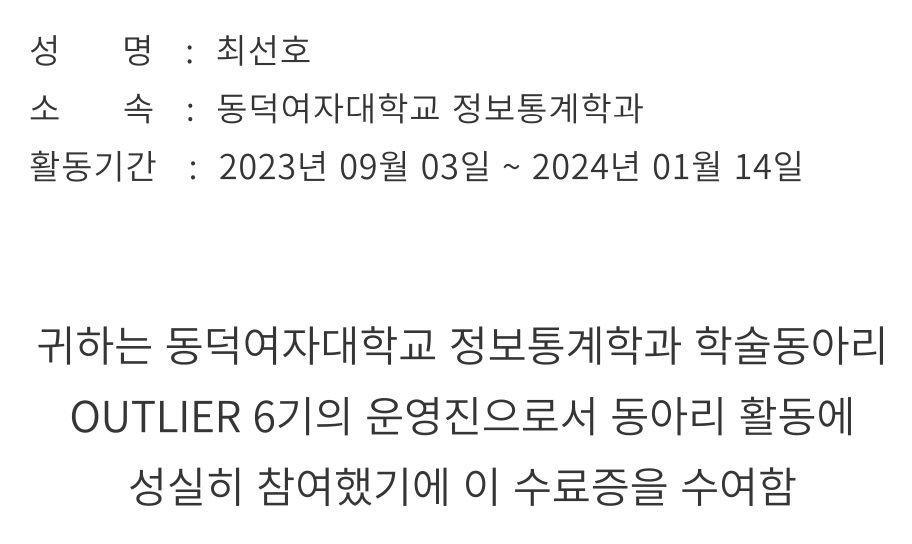 성 명 : 최선호
소 속 : 동덕여자대학교 정보통계학과
활동기간 : 2023년 09월 03일 ~ 2024년 01월 14일
귀하는 동덕여자대학교 정보통계학과 학술동아리
OUTLIER 6기의 운영진으로서 동아리 활동에
성실히 참여했기에 이 수료증을 수여함